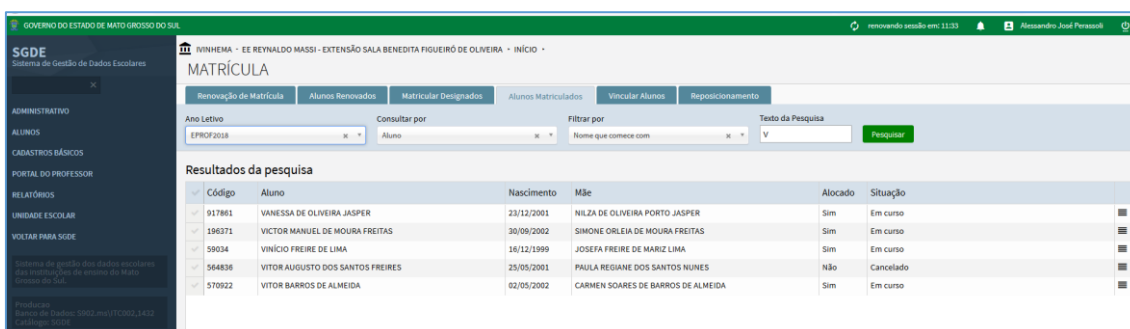 GOVERNO DO ESTADO DE MATO GROSSO DO SUL
renovando sessão em: 11:33
Alessandro José Perassoli
SGDE
Sistema de Gestão de Dados Escolares
ADMINISTRATIVO
ALUNOS
CADASTROS BÁSICOS
PORTAL DO PROFESSOR
RELATÓRIOS
UNIDADE ESCOLAR
VOLTAR PARA SGDE
Sistema de gestão dos dados escolares
das instituições de ensino do Mato
Grosso do Sul.
Producao
Banco de Dados: S902.msUTC002,1432
Catálogo: SGDE
IVINHEMA - EE REYNALDO MASSI - EXTENSÃO SALA BENEDITA FIGUEIRÓ DE OLIVEIRA • INÍCIO •
MATRÍCULA
Renovação de Matrícula Alunos Renovados Matricular Designados Alunos Matriculados Vincular Alunos Reposicionamento
Ano Letivo Consultar por Filtrar por Texto da Pesquisa
EPROF2018 Aluno Nome que comece com V Pesquisar
Resultados da pesquisa
Código Aluno Nascimento Mãe Alocado Situação
917861 VANESSA DE OLIVEIRA JASPER 23/12/2001 NILZA DE OLIVEIRA PORTO JASPER Sim Em curso
196371 VICTOR MANUEL DE MOURA FREITAS 30/09/2002 SIMONE ORLEIA DE MOURA FREITAS Sim Em curso
59034 VINÍCIO FREIRE DE LIMA 16/12/1999 JOSEFA FREIRE DE MARIZ LIMA Sim Em curso
564836 VITOR AUGUSTO DOS SANTOS FREIRES 25/05/2001 PAULA REGIANE DOS SANTOS NUNES Não Cancelado
570922 VITOR BARROS DE ALMEIDA 02/05/2002 CARMEN SOARES DE BARROS DE ALMEIDA Sim Em curso